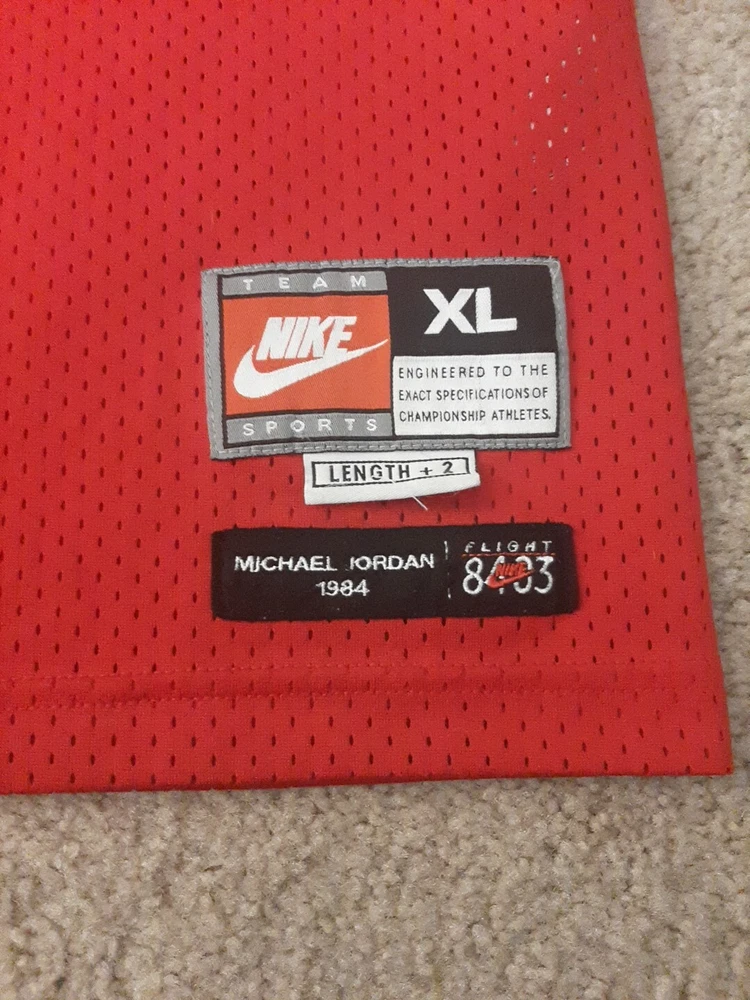 TEAM
NIKE
SPORTS
XL
ENGINEERED TO THE
EXACT SPECIFICATIONS OF
CHAMPIONSHIP ATHLETES.
LENGTH + 2
MICHAEL JORDAN
1984
FLIGHT
8403
NIKE